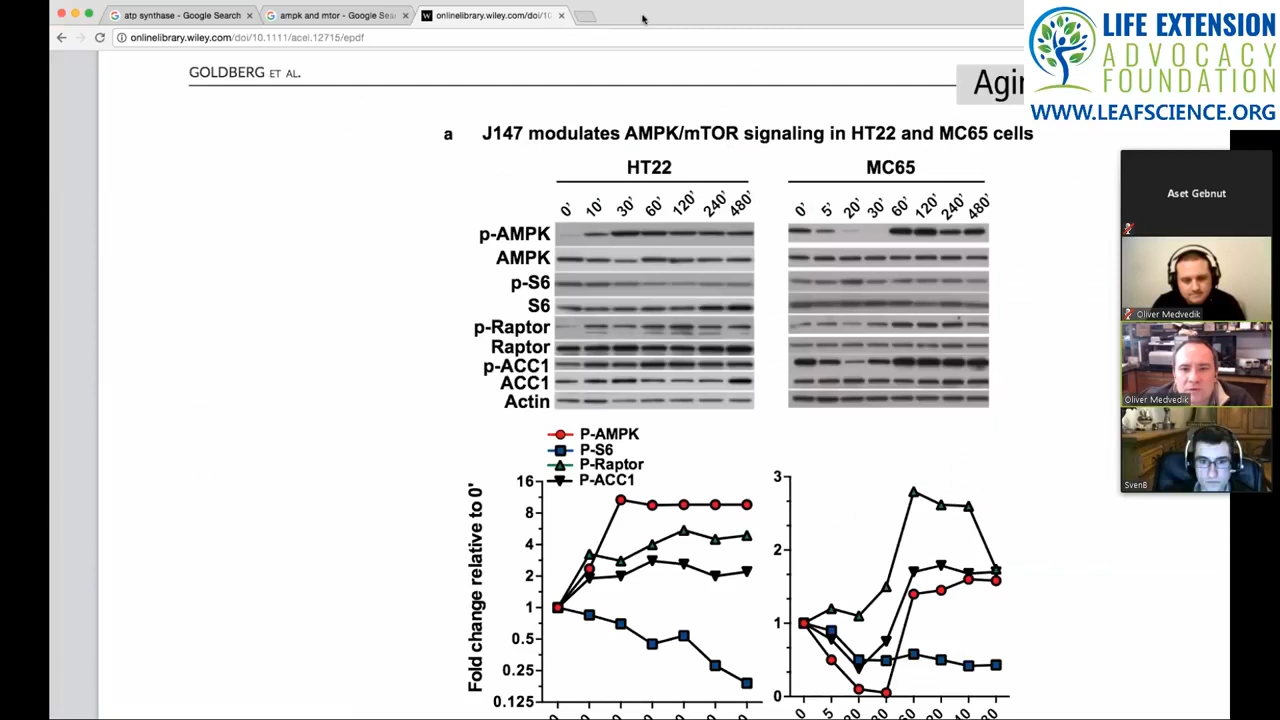 atp synthase - Google Search
ampk and mtor - Google Sea
onlinelibrary.wiley.com/doi/10
onlinelibrary.wiley.com/doi/10.1111/acel.12715/epdf
LIFE EXTENSION
ADVOCACY
FOUNDATION
WWW.LEAFSCIENCE.ORG
GOLDBERG ET AL.
Agin
a J147 modulates AMPK/mTOR signaling in HT22 and MC65 cells
HT22
MC65
0' 10' 30' 60' 120' 240' 480'
0' 5' 20' 30' 60' 120' 240' 480'
p-AMPK
AMPK
p-S6
S6
p-Raptor
Raptor
p-ACC1
ACC1
Actin
P-AMPK
P-S6
P-Raptor
P-ACC1
Fold change relative to 0'
16
8
4
2
1
0.5
0.25
0.125
3
2
1
0
Aset Gebnut
Oliver Medvedik
Oliver Medvedik
SvenB